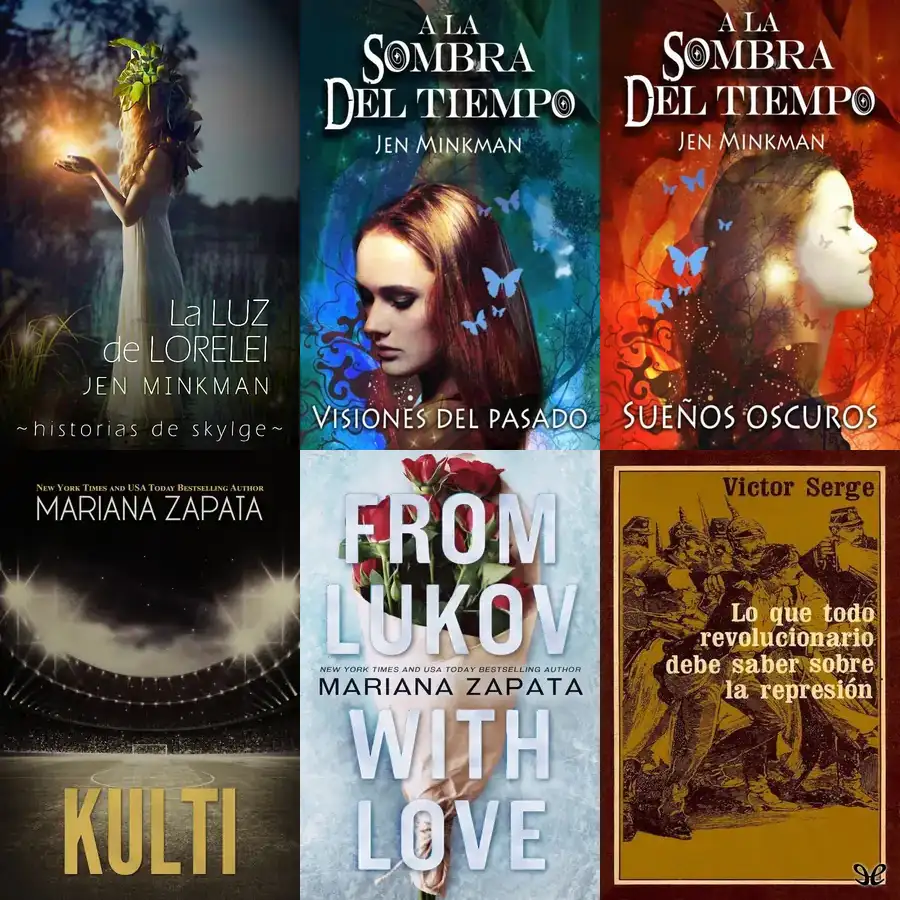 La LUZ
de LORELEI
JEN MINKMAN
~historias de skylge~
A LA
SOMBRA
DEL TIEMPO
JEN MINKMAN
VISIONES DEL PASADO
A LA
SOMBRA
DEL TIEMPO
JEN MINKMAN
SUEÑOS OSCUROS
NEW YORK TIMES AND USA TODAY BESTSELLING AUTHOR
MARIANA ZAPATA
KULTI
FROM
LUKOV
NEW YORK TIMES AND USA TODAY BESTSELLING AUTHOR
MARIANA ZAPATA
WITH
LOVE
Victor Serge
Lo que todo
revolucionario
debe saber sobre
la represión